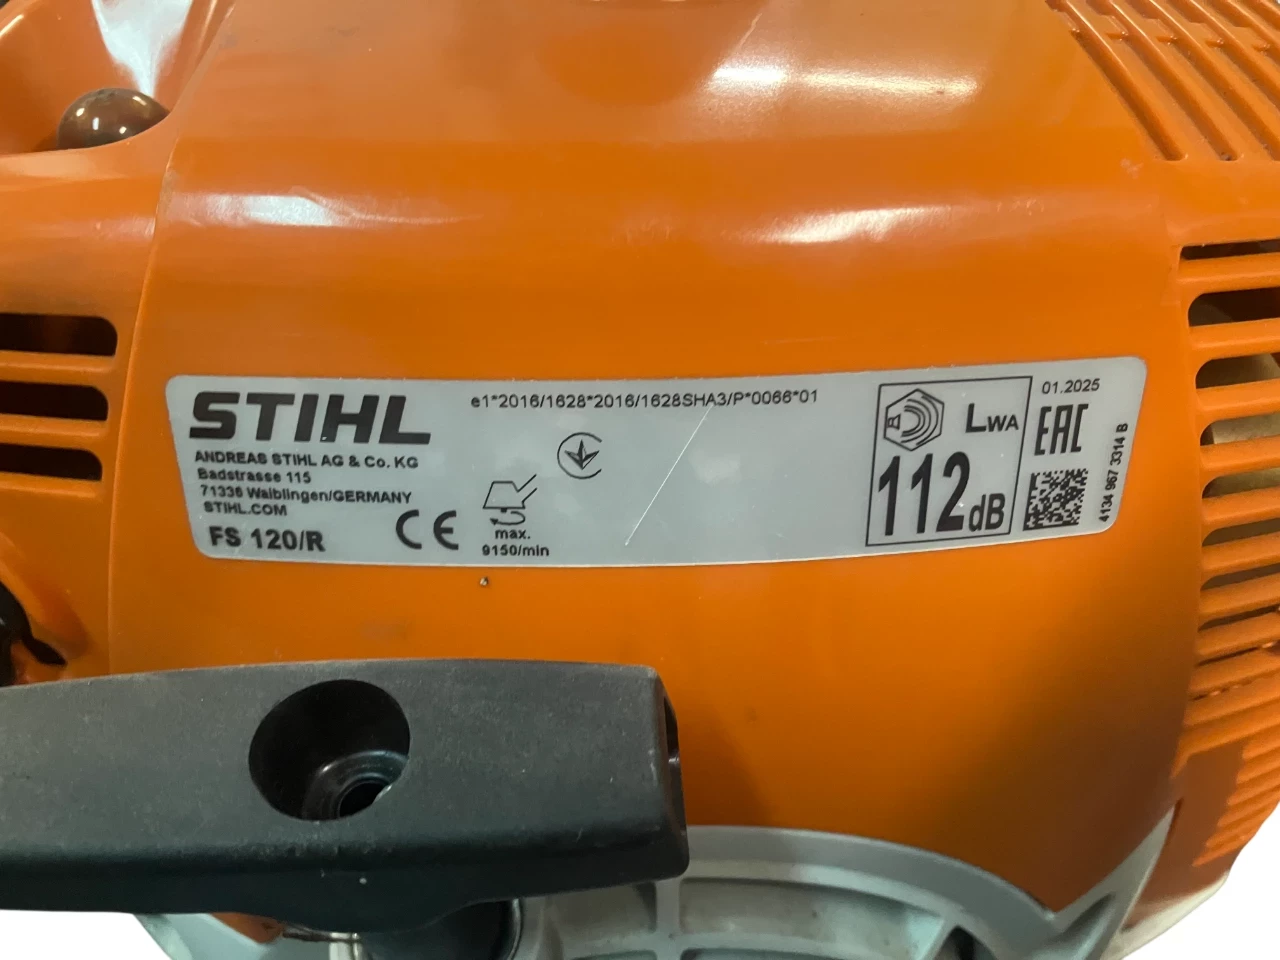 STIHL
ANDREAS STIHL AG & Co. KG
Badstrasse 115
71336 Waiblingen/GERMANY
STIHL.COM
FS 120/R
CE
e1*2016/1628*2016/1628SHA3/P*0066*01
max.
9150/min
LWA
112dB
01.2025
EAC
4134 967 3314 B